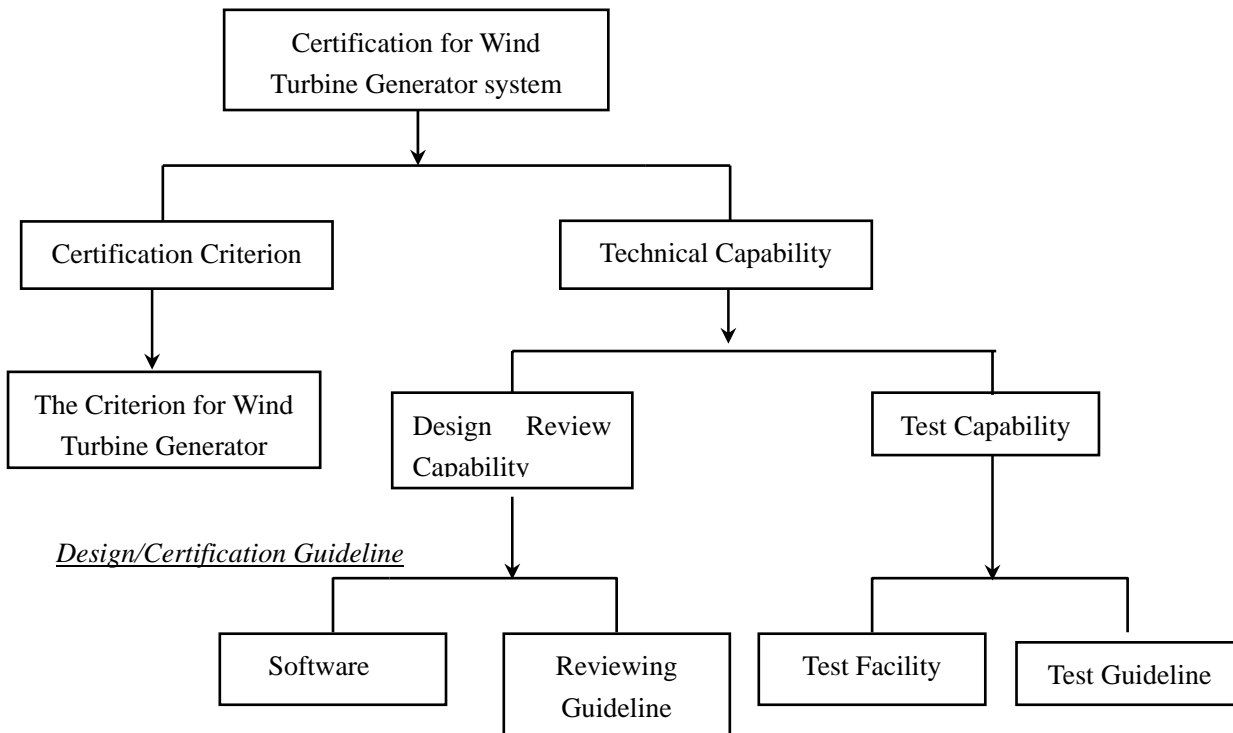 Certification for Wind
Turbine Generator system
Certification Criterion
Technical Capability
The Criterion for Wind
Turbine Generator
Design Review
Capability
Test Capability
Design/Certification Guideline
Software
Reviewing
Guideline
Test Facility
Test Guideline